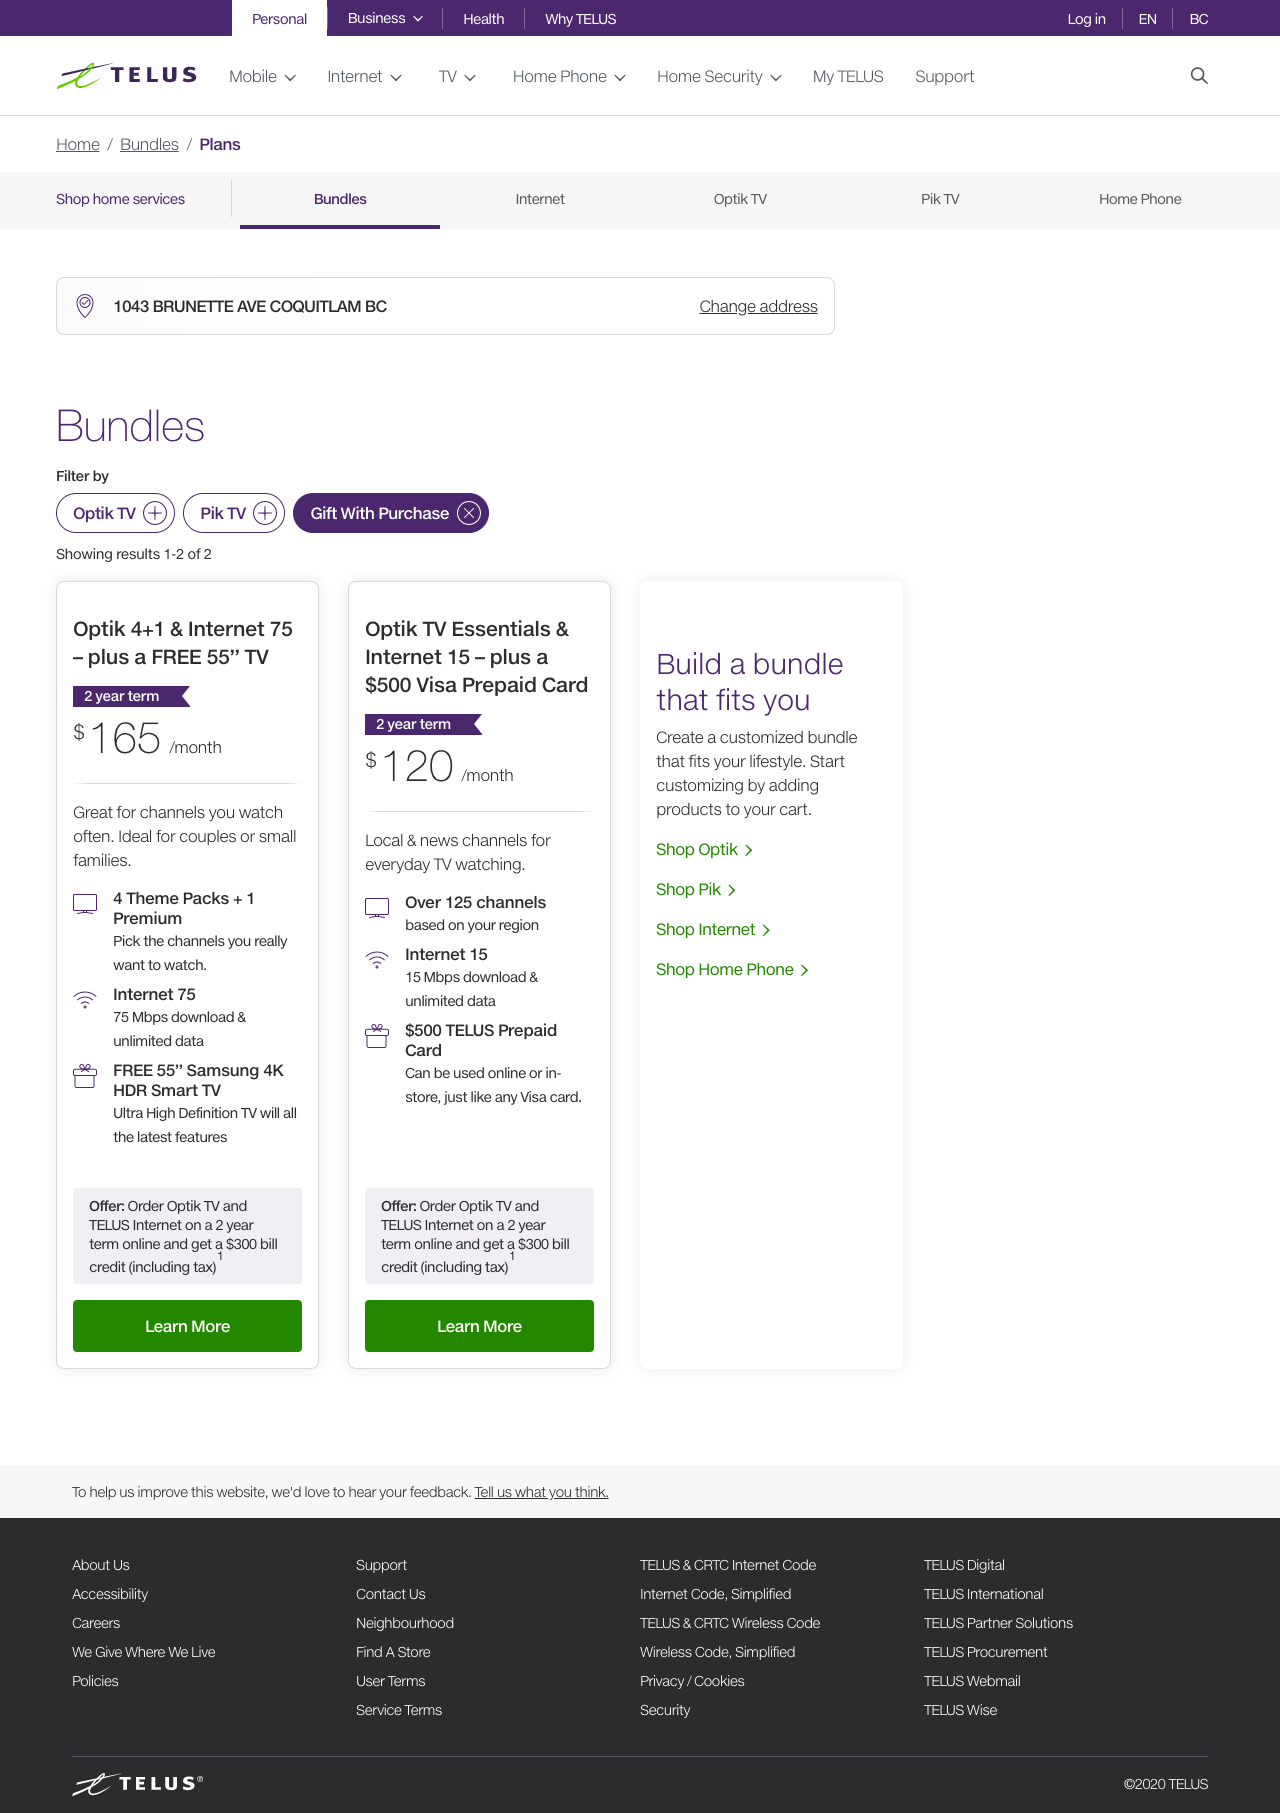 Personal Business Health Why TELUS Log in EN BC
TELUS Mobile Internet TV Home Phone Home Security My TELUS Support
Home / Bundles / Plans
Shop home services Bundles Internet Optik TV Pik TV Home Phone
1043 BRUNETTE AVE COQUITLAM BC Change address
Bundles
Filter by
Optik TV Pik TV Gift With Purchase
Showing results 1-2 of 2
Optik 4+1 & Internet 75
– plus a FREE 55” TV
2 year term
$165 /month
Great for channels you watch
often. Ideal for couples or small
families.
4 Theme Packs + 1
Premium
Pick the channels you really
want to watch.
Internet 75
75 Mbps download &
unlimited data
FREE 55” Samsung 4K
HDR Smart TV
Ultra High Definition TV will all
the latest features
Offer: Order Optik TV and
TELUS Internet on a 2 year
term online and get a $300 bill
credit (including tax)1
Learn More
Optik TV Essentials &
Internet 15 – plus a
$500 Visa Prepaid Card
2 year term
$120 /month
Local & news channels for
everyday TV watching.
Over 125 channels
based on your region
Internet 15
15 Mbps download &
unlimited data
$500 TELUS Prepaid
Card
Can be used online or in-
store, just like any Visa card.
Offer: Order Optik TV and
TELUS Internet on a 2 year
term online and get a $300 bill
credit (including tax)1
Learn More
Build a bundle
that fits you
Create a customized bundle
that fits your lifestyle. Start
customizing by adding
products to your cart.
Shop Optik
Shop Pik
Shop Internet
Shop Home Phone
To help us improve this website, we'd love to hear your feedback. Tell us what you think.
About Us
Accessibility
Careers
We Give Where We Live
Policies
Support
Contact Us
Neighbourhood
Find A Store
User Terms
Service Terms
TELUS & CRTC Internet Code
Internet Code, Simplified
TELUS & CRTC Wireless Code
Wireless Code, Simplified
Privacy / Cookies
Security
TELUS Digital
TELUS International
TELUS Partner Solutions
TELUS Procurement
TELUS Webmail
TELUS Wise
TELUS® ©2020 TELUS